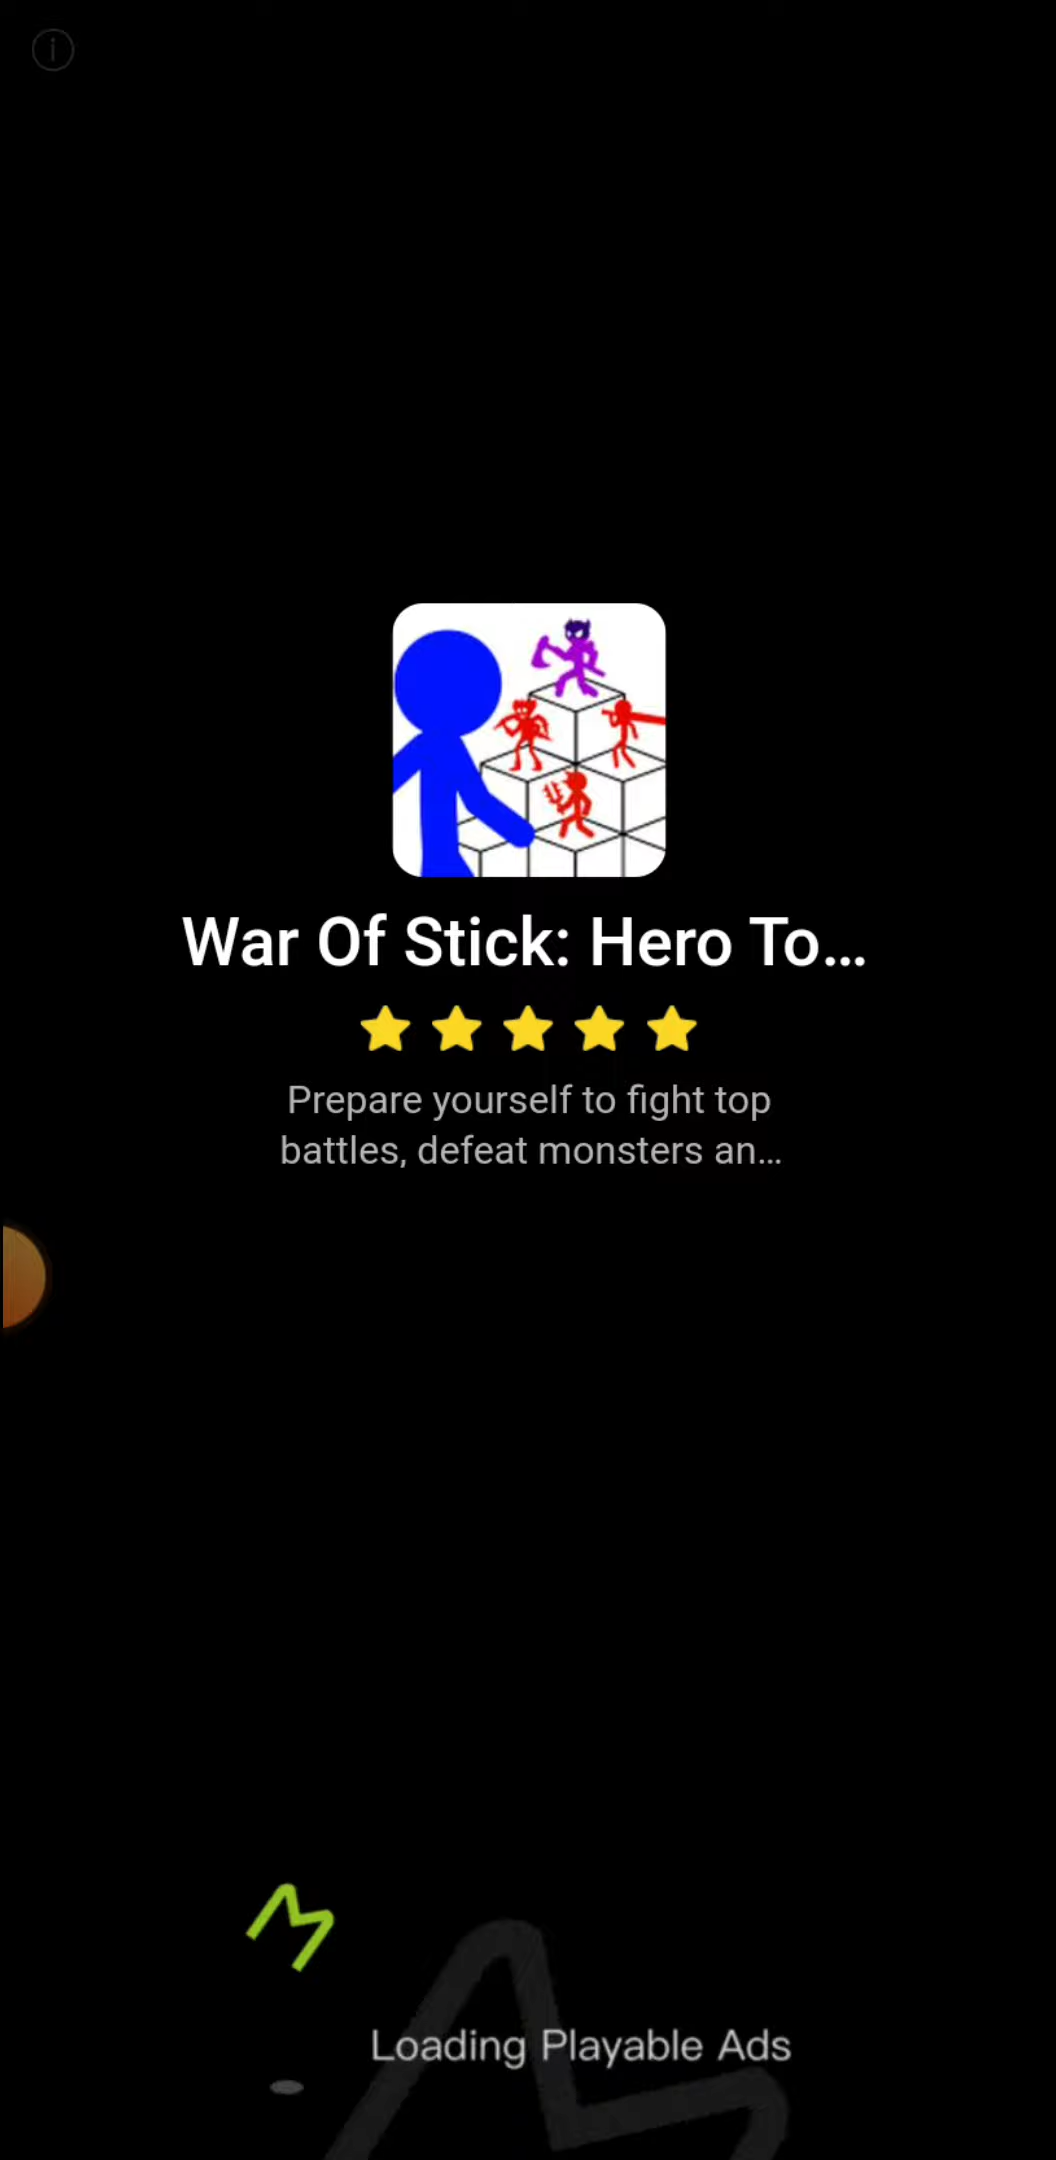 War Of Stick: Hero To...
Prepare yourself to fight top
battles, defeat monsters an...
Loading Playable Ads